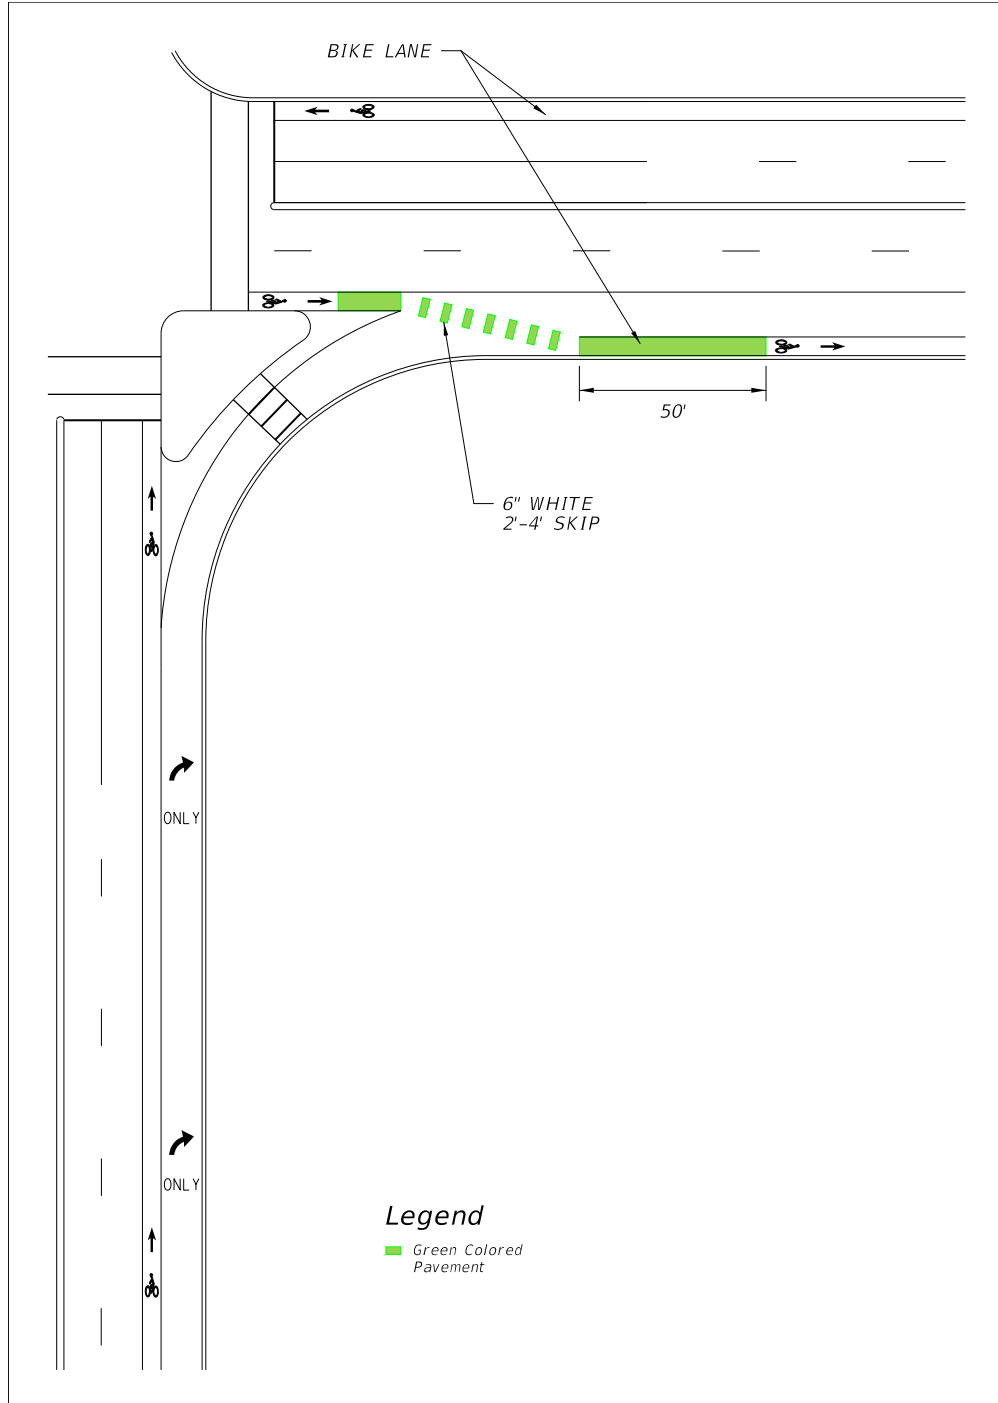 BIKE LANE
50'
6" WHITE
2'-4' SKIP
ONLY
ONLY
Legend
Green Colored
Pavement